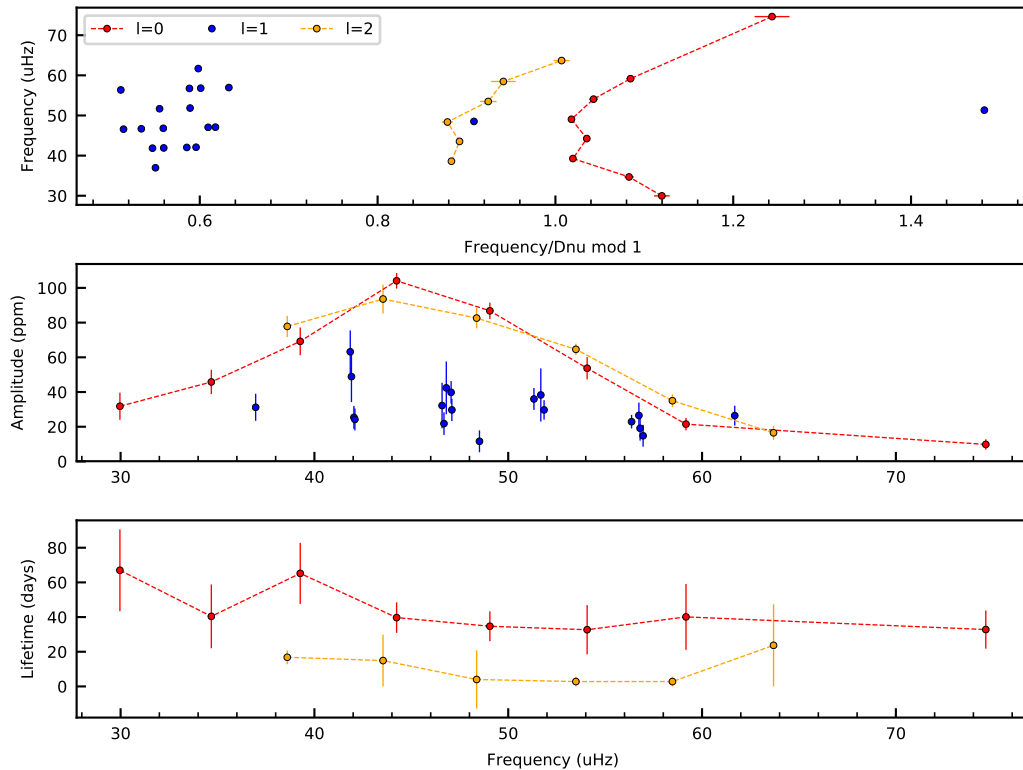 l=0 l=1 l=2
Frequency (uHz)
70
60
50
40
30
0.6 0.8 1.0 1.2 1.4
Frequency/Dnu mod 1
Amplitude (ppm)
100
80
60
40
20
0
30 40 50 60 70
Lifetime (days)
80
60
40
20
0
30 40 50 60 70
Frequency (uHz)